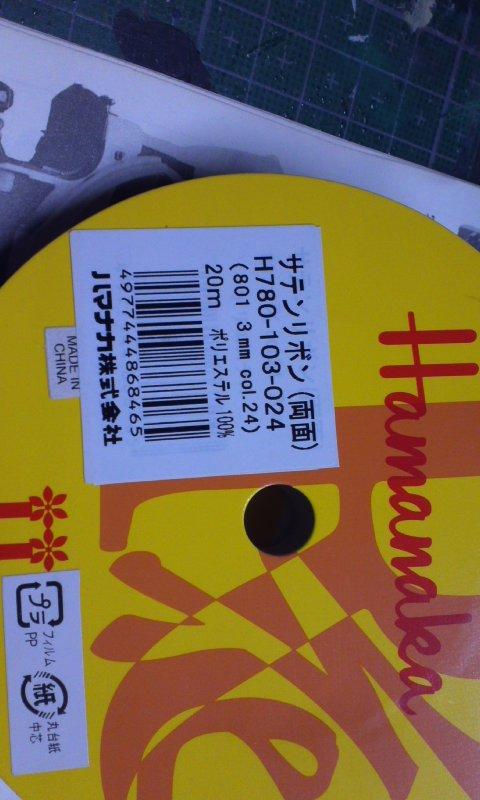 Hamanaka
サテンリボン(両面)
H780-103-024
(801 3mm col.24)
20m ポリエステル100%
4977444868465
ハマナカ株式会社
MADE IN
CHINA
プラ
フィルム
PP
紙
丸台紙
中芯